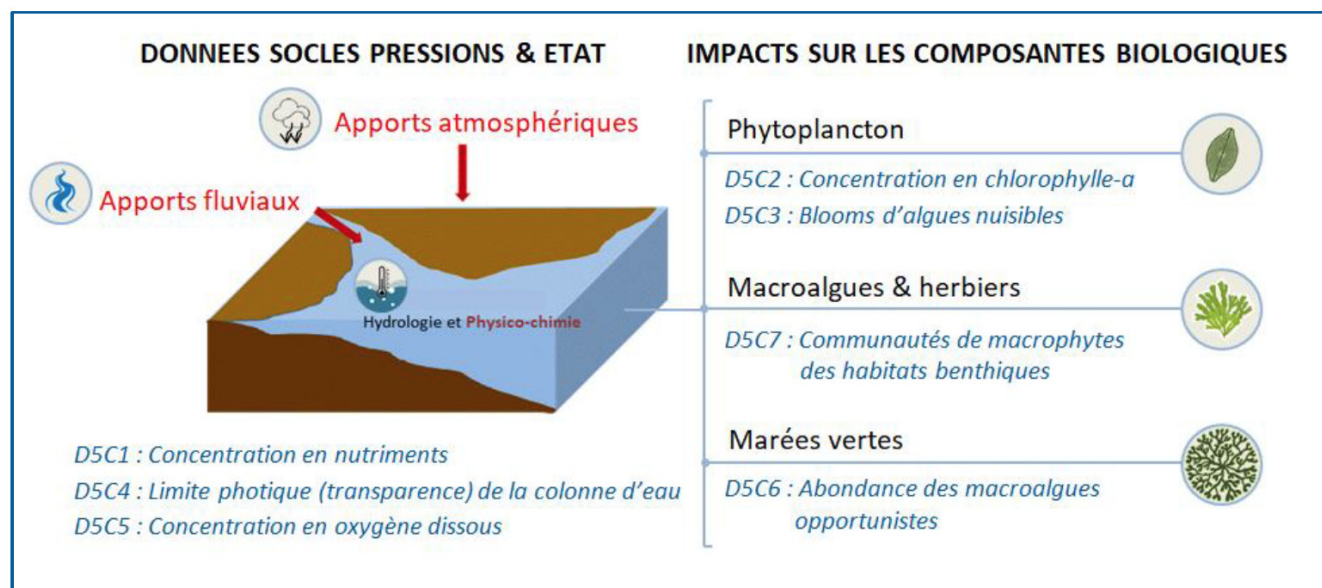 DONNEES SOCLES PRESSIONS & ETAT
Apports atmosphériques
Apports fluviaux
Hydrologie et Physico-chimie
D5C1 : Concentration en nutriments
D5C4 : Limite photique (transparence) de la colonne d'eau
D5C5 : Concentration en oxygène dissous
IMPACTS SUR LES COMPOSANTES BIOLOGIQUES
Phytoplancton
D5C2 : Concentration en chlorophylle-a
D5C3 : Blooms d'algues nuisibles
Macroalgues & herbiers
D5C7 : Communautés de macrophytes
des habitats benthiques
Marées vertes
D5C6 : Abondance des macroalgues
opportunistes